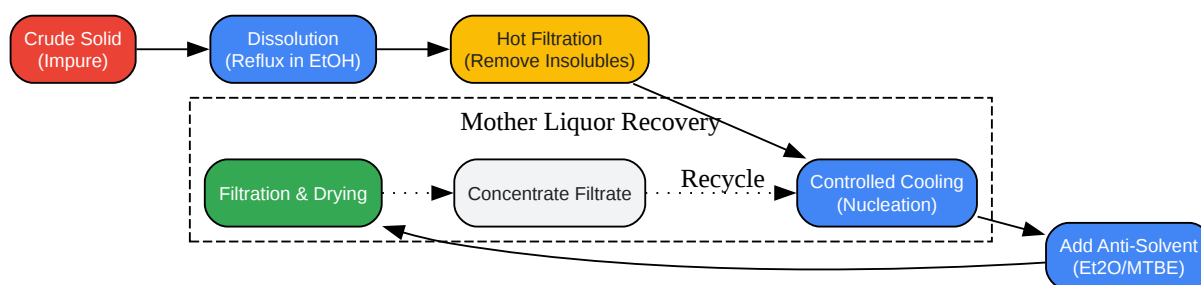 Crude Solid
(Impure)
Dissolution
(Reflux in EtOH)
Hot Filtration
(Remove Insolubles)
Mother Liquor Recovery
Filtration & Drying
Concentrate Filtrate
Recycle
Controlled Cooling
(Nucleation)
Add Anti-Solvent
(Et2O/MTBE)